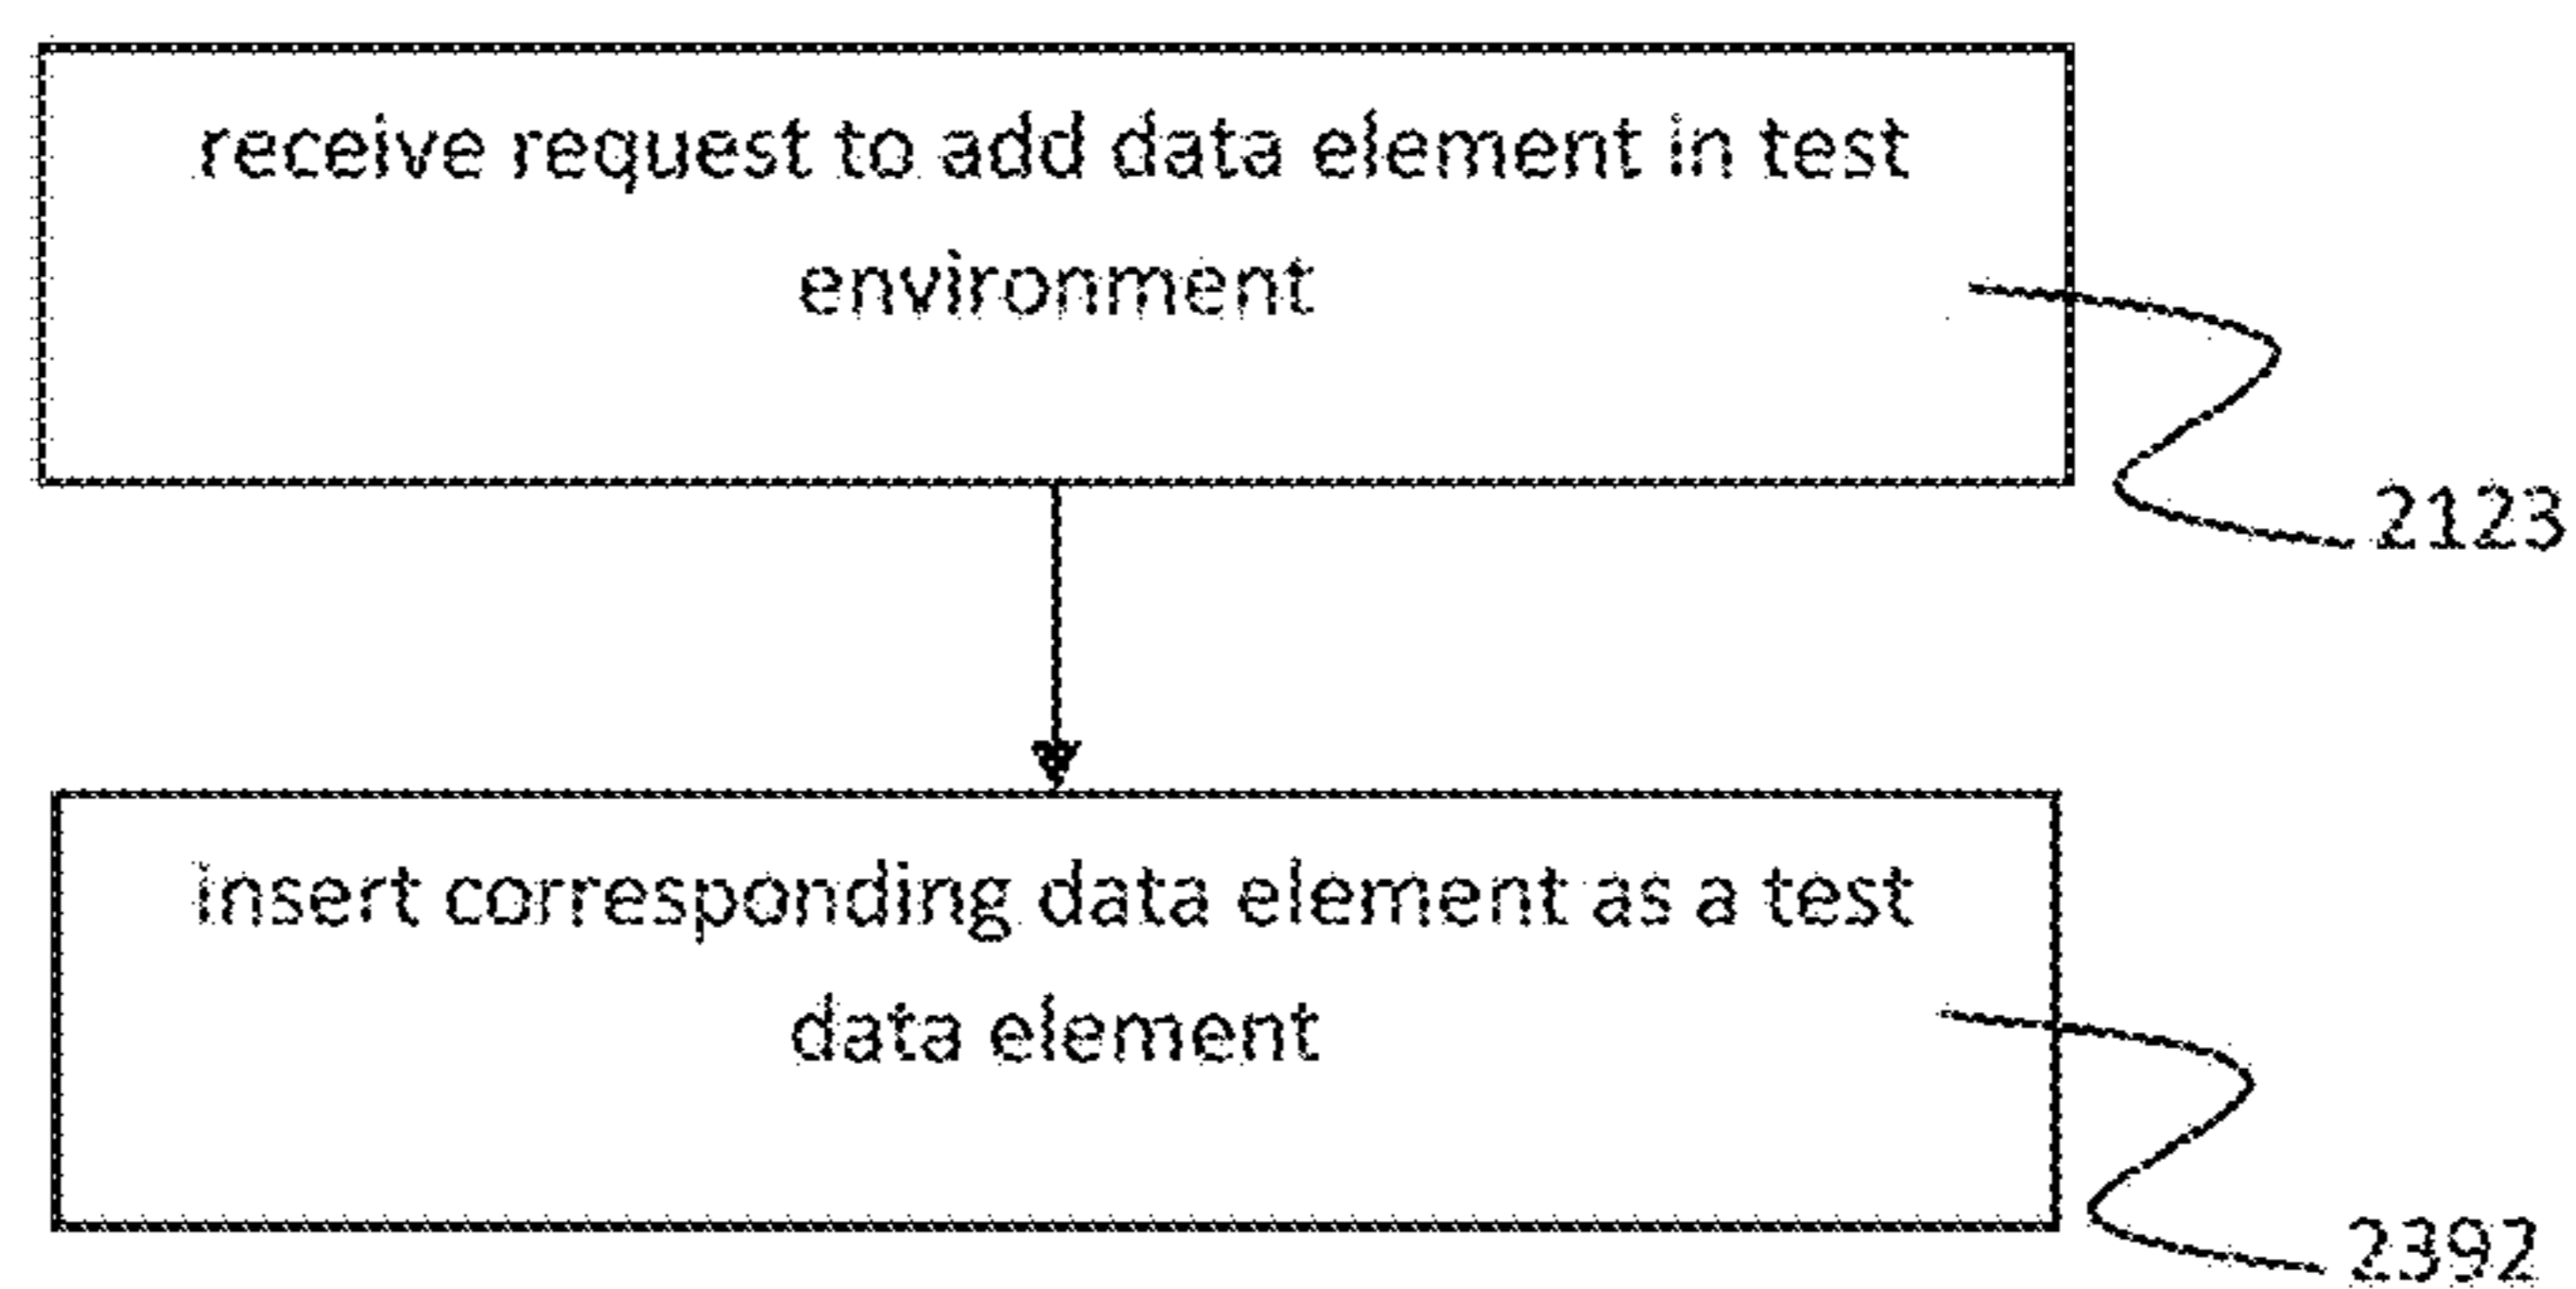 receive request to add data element in test
environment
2123
insert corresponding data element as a test
data element
2392